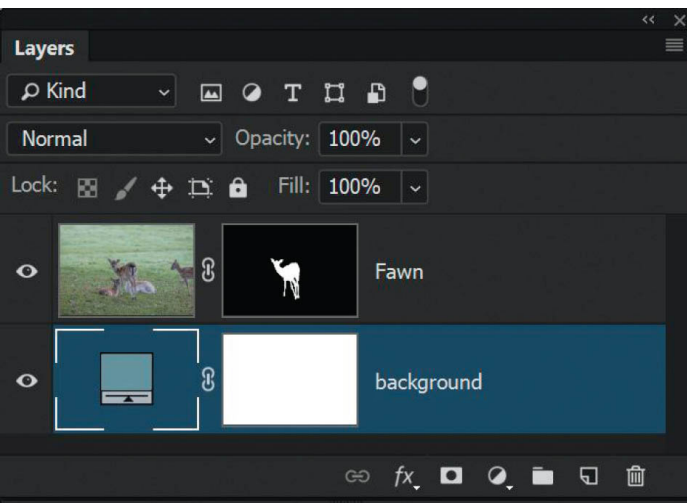 Layers
Kind
Normal Opacity: 100%
Lock: Fill: 100%
Fawn
background
fx